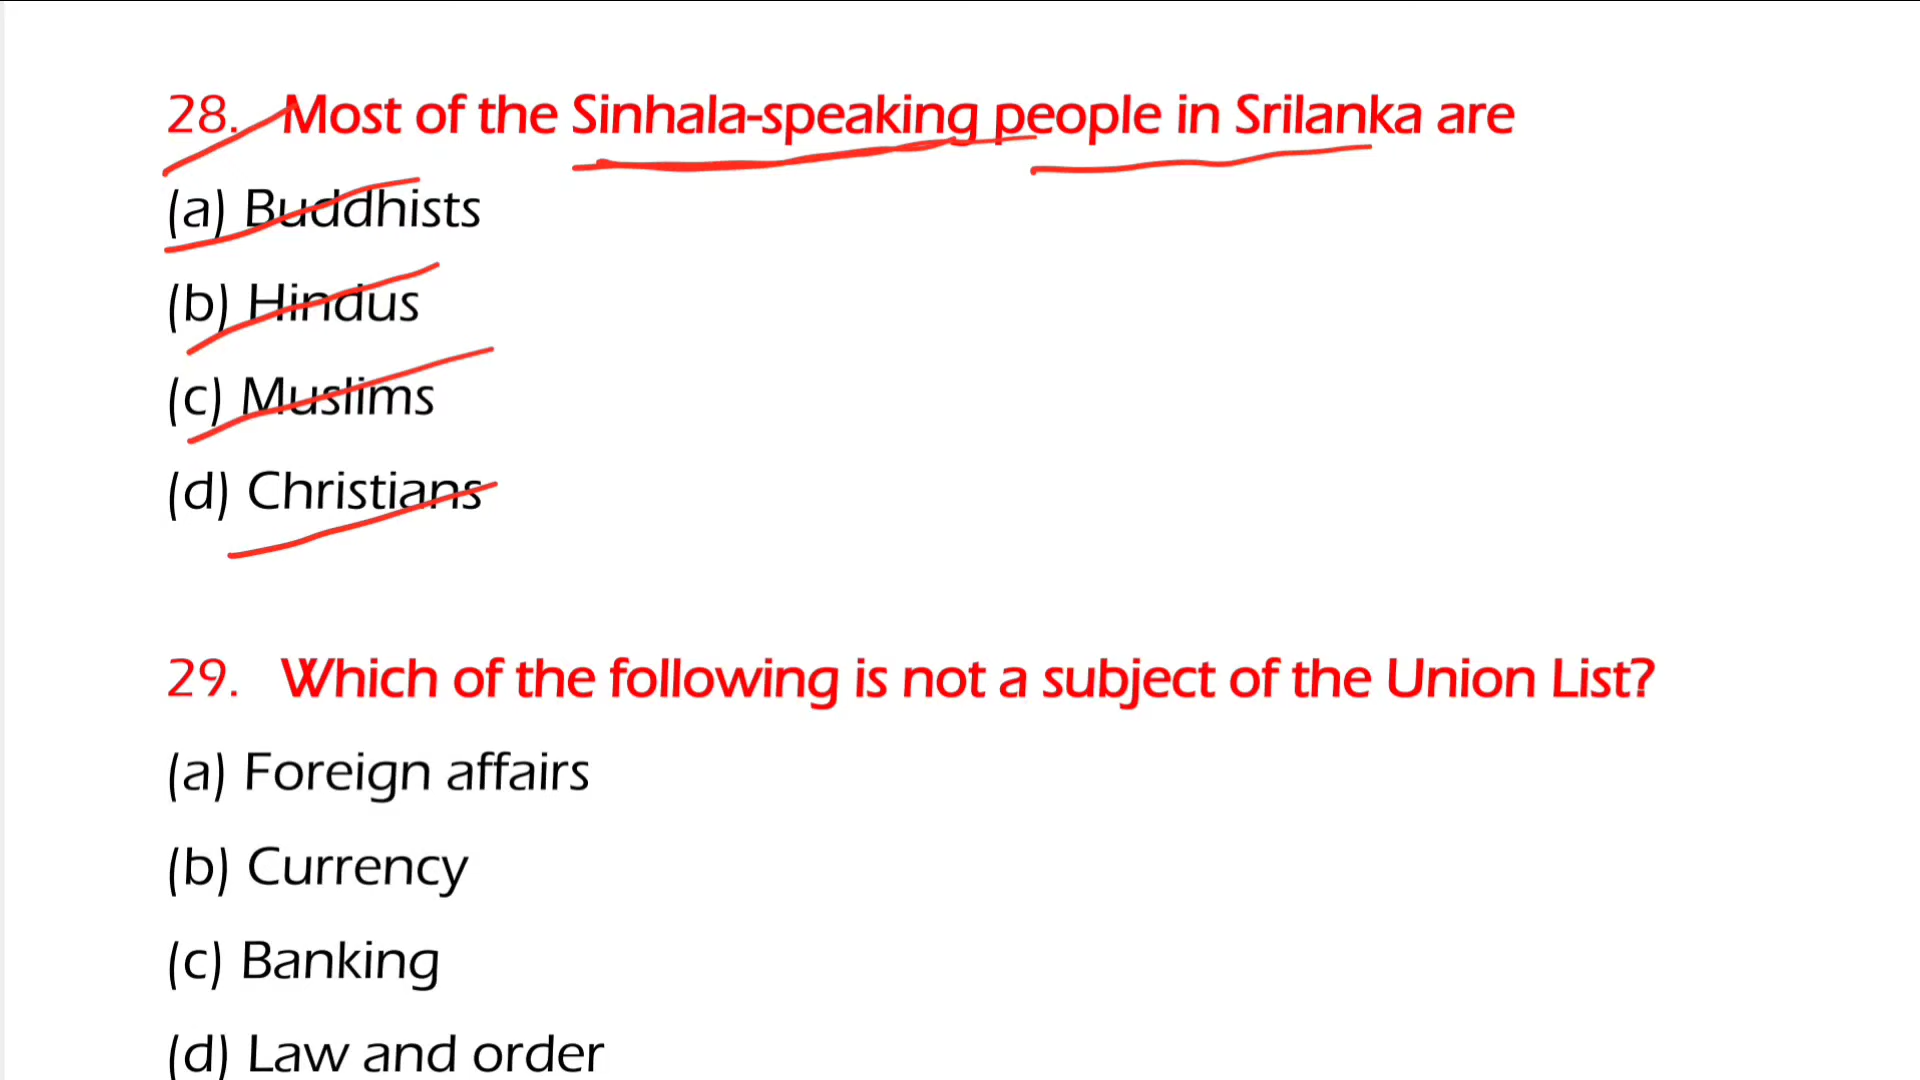 28. Most of the Sinhala-speaking people in Srilanka are
(a) Buddhists
(b) Hindus
(c) Muslims
(d) Christians
29. Which of the following is not a subject of the Union List?
(a) Foreign affairs
(b) Currency
(c) Banking
(d) Law and order